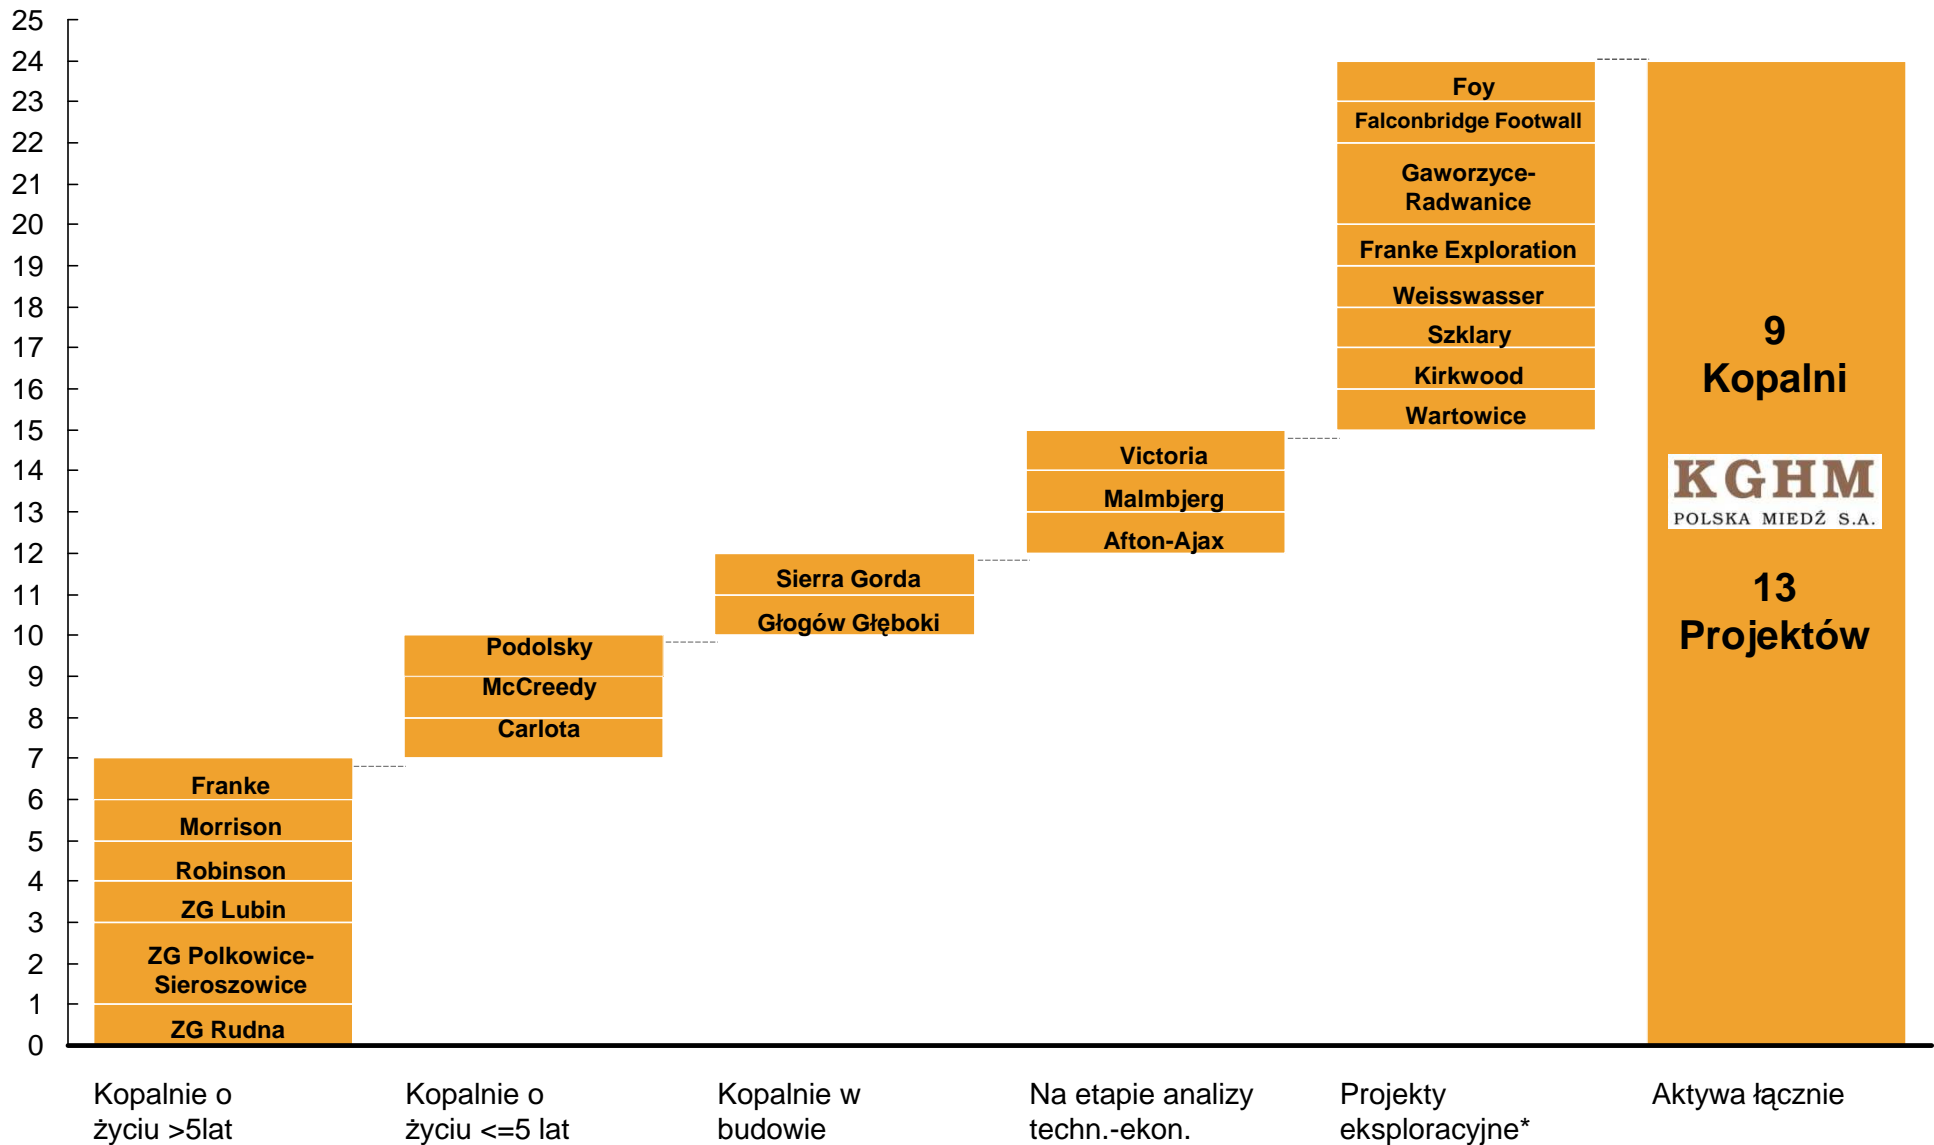 25
24
23
22
21
20
19
18
17
16
15
14
13
12
11
10
9
8
7
6
5
4
3
2
1
0
Franke
Morrison
Robinson
ZG Lubin
ZG Polkowice-
Sieroszowice
ZG Rudna
Podolsky
McCreedy
Carlota
Sierra Gorda
Głogów Głęboki
Victoria
Malmbjerg
Afton-Ajax
Foy
Falconbridge Footwall
Gaworzyce-
Radwanice
Franke Exploration
Weisswasser
Szklary
Kirkwood
Wartowice
9
Kopalni
KGHM
POLSKA MIEDŹ S.A.
13
Projektów
Kopalnie o
życiu >5lat
Kopalnie o
życiu <=5 lat
Kopalnie w
budowie
Na etapie analizy
techn.-ekon.
Projekty
eksploracyjne*
Aktywa łącznie